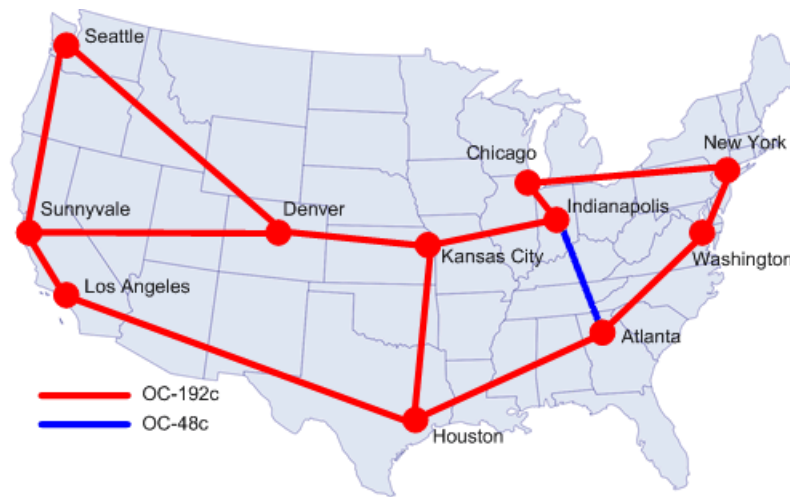 Seattle
New York
Chicago
Sunnyvale
Denver
Indianapolis
Kansas City
Washington
Los Angeles
Atlanta
OC-192c
OC-48c
Houston